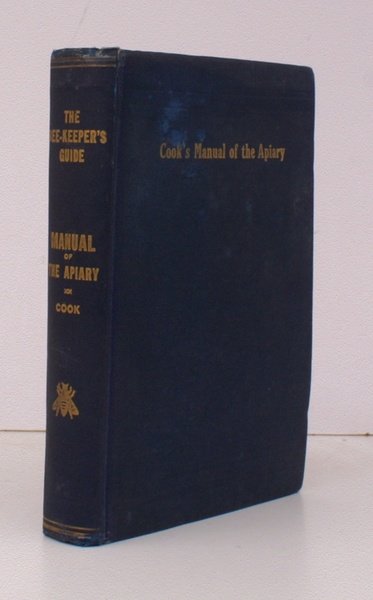 THE
BEE-KEEPER'S
GUIDE
MANUAL
OF
THE APIARY
COOK
Cook's Manual of the Apiary